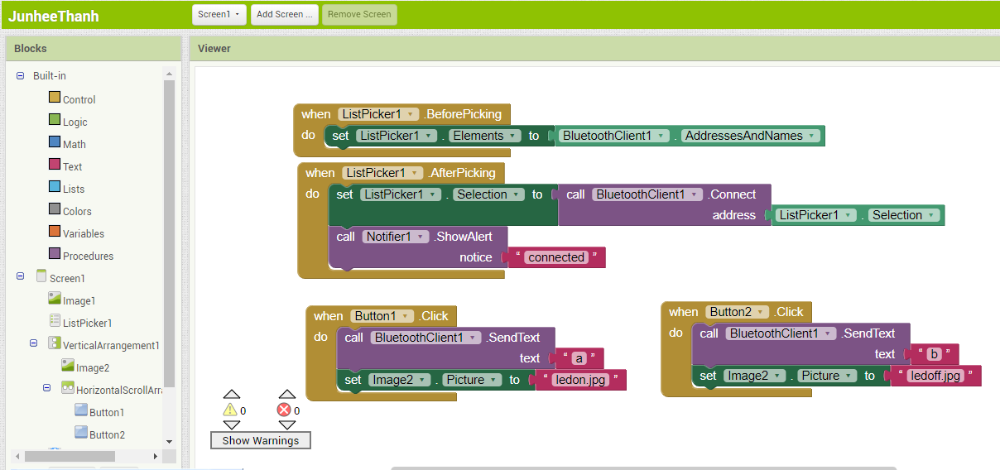 JunheeThanh
Screen1
Add Screen ...
Remove Screen
Blocks
Viewer
Built-in
Control
Logic
Math
Text
Lists
Colors
Variables
Procedures
Screen1
Image1
ListPicker1
VerticalArrangement1
Image2
HorizontalScrollArra
Button1
Button2
when ListPicker1 .BeforePicking
do set ListPicker1 . Elements to BluetoothClient1 . AddressesAndNames
when ListPicker1 .AfterPicking
do set ListPicker1 . Selection to call BluetoothClient1 .Connect
address ListPicker1 . Selection
call Notifier1 .ShowAlert
notice “ connected ”
when Button1 .Click
do call BluetoothClient1 .SendText
text “ a ”
set Image2 . Picture to “ ledon.jpg ”
when Button2 .Click
do call BluetoothClient1 .SendText
text “ b ”
set Image2 . Picture to “ ledoff.jpg ”
0 0
Show Warnings